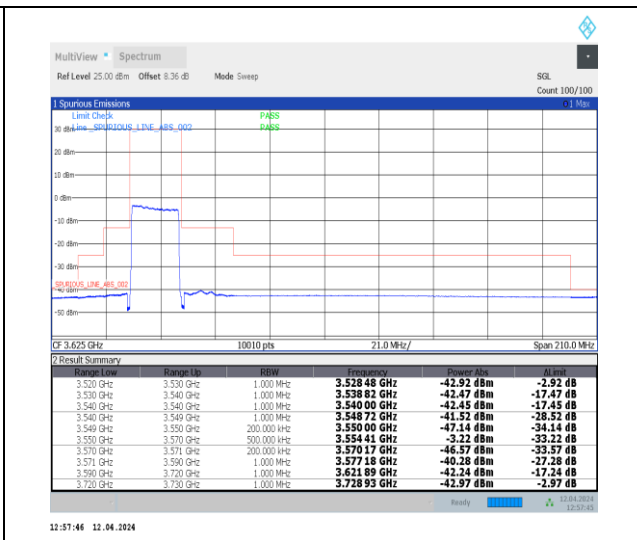 MultiView Spectrum
Ref Level 25.00 dBm Offset 8.36 dB Mode Sweep SGL
Count 100/100
1 Spurious Emissions 1 Max
Limit Check PASS
30 dBm Line _SPURIOUS_LINE_ABS_002 PASS
20 dBm
10 dBm
0 dBm
-10 dBm
-20 dBm
-30 dBm
SPURIOUS_LINE_ABS_002
-40 dBm
-50 dBm
CF 3.625 GHz 10010 pts 21.0 MHz/ Span 210.0 MHz
2 Result Summary
Range Low Range Up RBW Frequency Power Abs ΔLimit
3.520 GHz 3.530 GHz 1.000 MHz 3.528 48 GHz -42.92 dBm -2.92 dB
3.530 GHz 3.540 GHz 1.000 MHz 3.538 82 GHz -42.47 dBm -17.47 dB
3.540 GHz 3.540 GHz 1.000 MHz 3.540 00 GHz -42.45 dBm -17.45 dB
3.540 GHz 3.549 GHz 1.000 MHz 3.548 72 GHz -41.52 dBm -28.52 dB
3.549 GHz 3.550 GHz 200.000 kHz 3.550 00 GHz -47.14 dBm -34.14 dB
3.550 GHz 3.570 GHz 500.000 kHz 3.554 41 GHz -3.22 dBm -33.22 dB
3.570 GHz 3.571 GHz 200.000 kHz 3.570 17 GHz -46.57 dBm -33.57 dB
3.571 GHz 3.590 GHz 1.000 MHz 3.577 18 GHz -40.28 dBm -27.28 dB
3.590 GHz 3.720 GHz 1.000 MHz 3.621 89 GHz -42.24 dBm -17.24 dB
3.720 GHz 3.730 GHz 1.000 MHz 3.728 93 GHz -42.97 dBm -2.97 dB
Ready 12.04.2024
12:57:45
12:57:46 12.04.2024